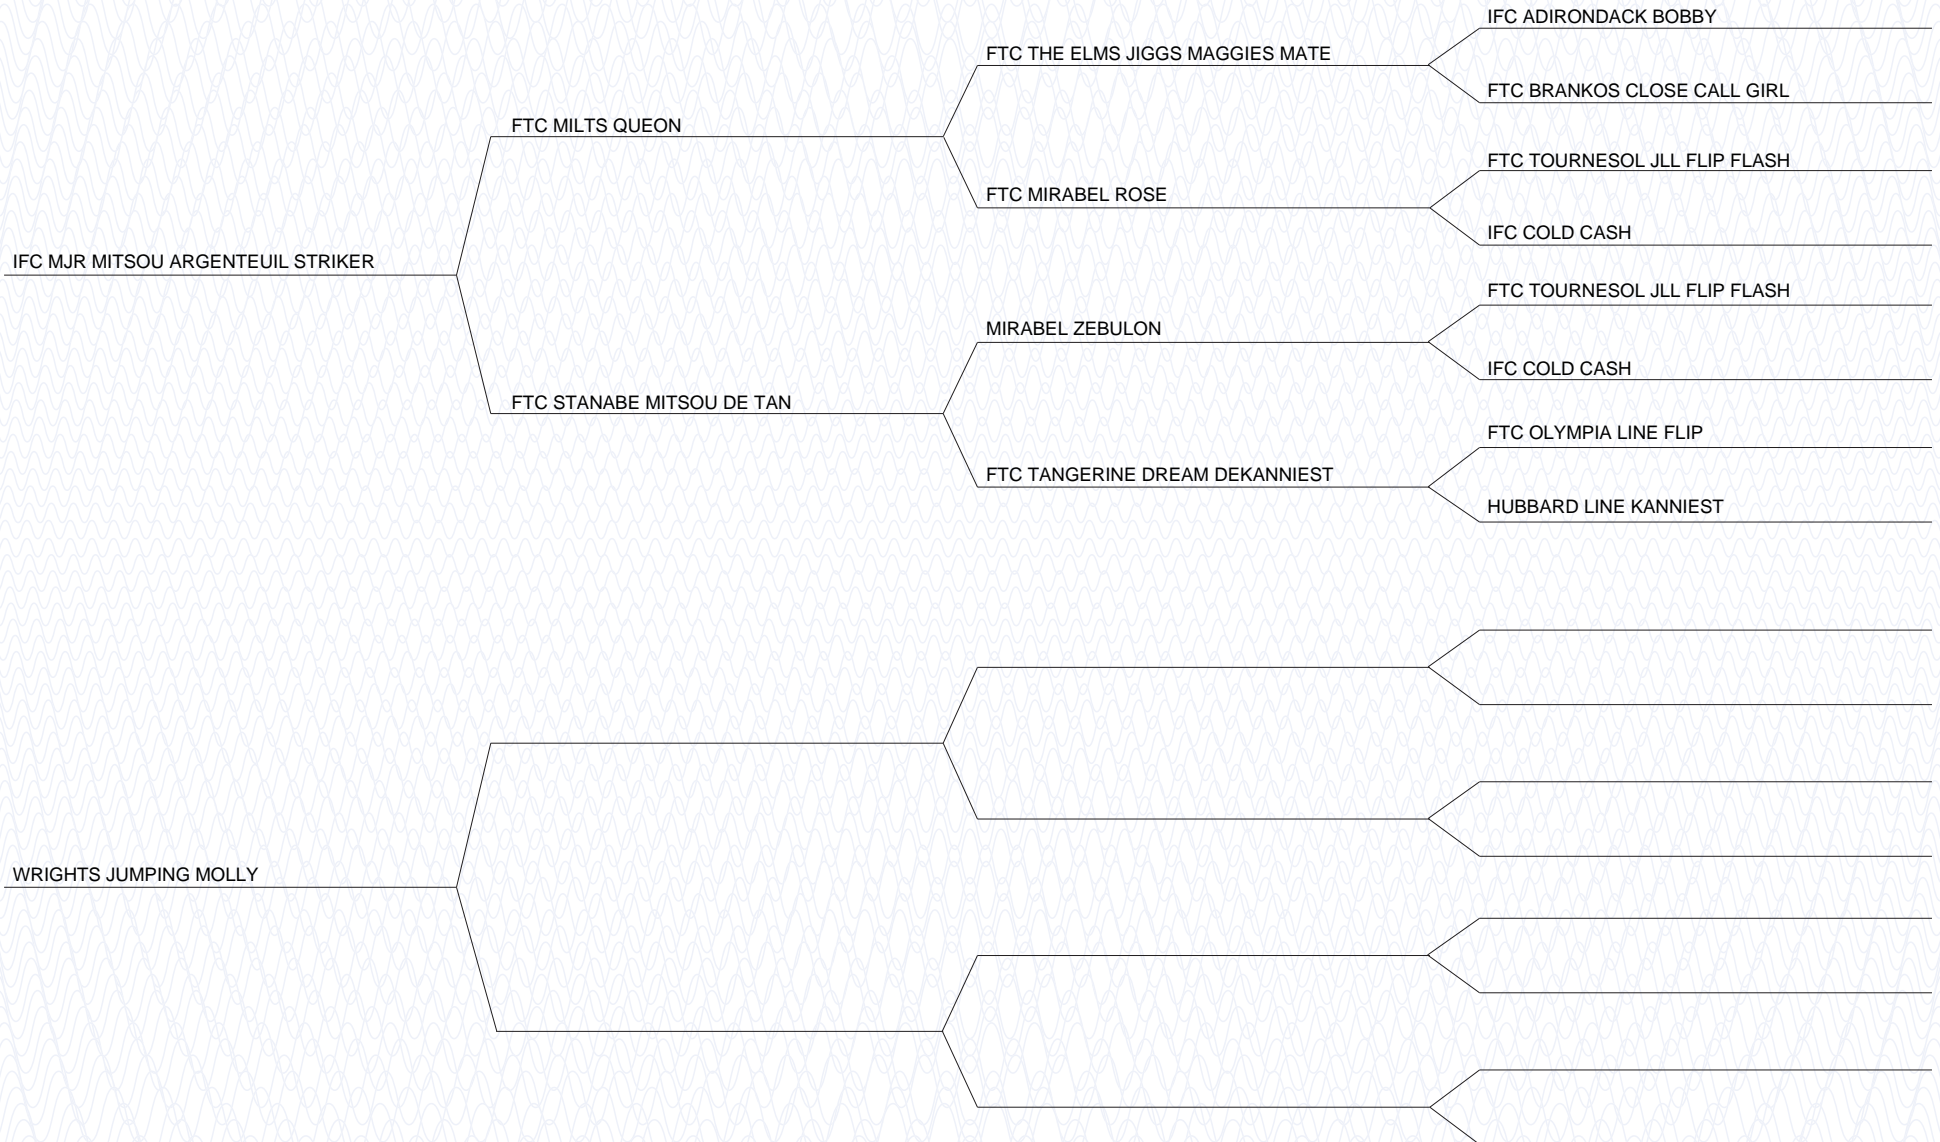 IFC ADIRONDACK BOBBY
FTC THE ELMS JIGGS MAGGIES MATE
FTC BRANKOS CLOSE CALL GIRL
FTC MILTS QUEON
FTC TOURNESOL JLL FLIP FLASH
FTC MIRABEL ROSE
IFC COLD CASH
IFC MJR MITSOU ARGENTEUIL STRIKER
FTC TOURNESOL JLL FLIP FLASH
MIRABEL ZEBULON
IFC COLD CASH
FTC STANABE MITSOU DE TAN
FTC OLYMPIA LINE FLIP
FTC TANGERINE DREAM DEKANNIEST
HUBBARD LINE KANNIEST
WRIGHTS JUMPING MOLLY